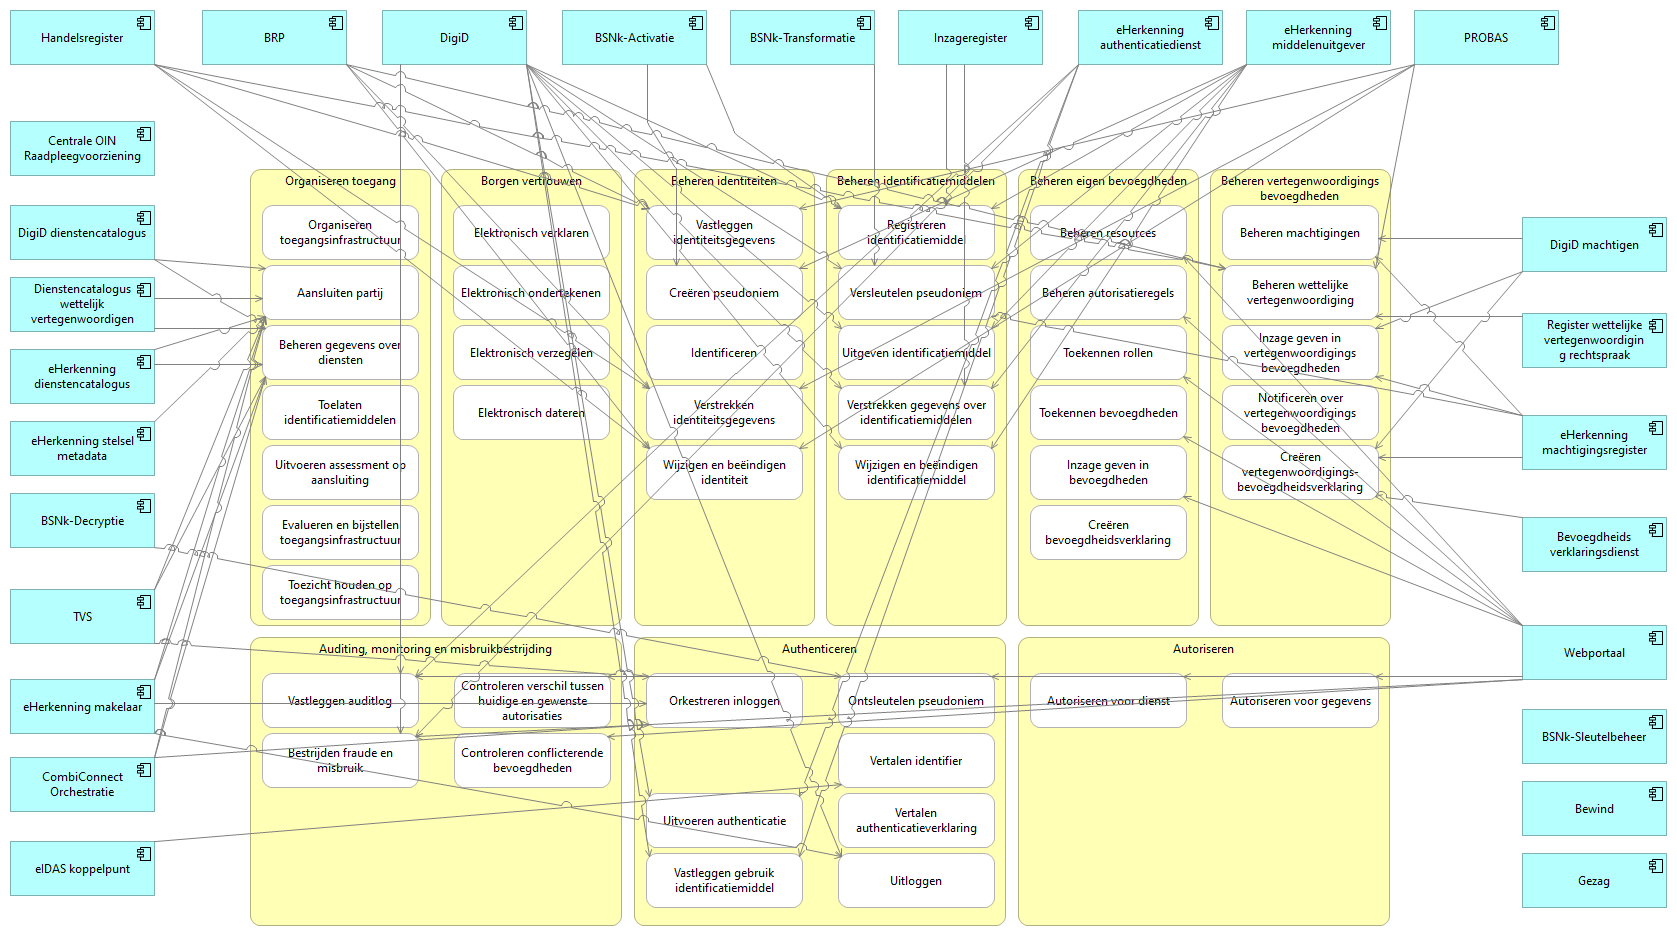 Handelsregister
BRP
DigiD
BSNk-Activatie
BSNk-Transformatie
Inzageregister
eHerkenning
authenticatiedienst
eHerkenning
middelenuitgever
PROBAS
Centrale OIN
Raadpleegvoorziening
DigiD dienstencatalogus
Dienstencatalogus
wettelijk
vertegenwoordigen
eHerkenning
dienstencatalogus
eHerkenning stelsel
metadata
BSNk-Decryptie
TVS
eHerkenning makelaar
CombiConnect
Orchestratie
eIDAS koppelpunt
Organiseren toegang
Organiseren
toegangsinfrastructuur
Aansluiten partij
Beheren gegevens over
diensten
Toelaten
identificatiemiddelen
Uitvoeren assessment op
aansluiting
Evalueren en bijstellen
toegangsinfrastructuur
Toezicht houden op
toegangsinfrastructuur
Borgen vertrouwen
Elektronisch verklaren
Elektronisch ondertekenen
Elektronisch verzegelen
Elektronisch dateren
Beheren identiteiten
Vastleggen
identiteitsgegevens
Creëren pseudoniem
Identificeren
Verstrekken
identiteitsgegevens
Wijzigen en beëindigen
identiteit
Beheren identificatiemiddelen
Registreren
identificatiemiddel
Versleutelen pseudoniem
Uitgeven identificatiemiddel
Verstrekken gegevens over
identificatiemiddelen
Wijzigen en beëindigen
identificatiemiddel
Beheren eigen bevoegdheden
Beheren resources
Beheren autorisatieregels
Toekennen rollen
Toekennen bevoegdheden
Inzage geven in
bevoegdheden
Creëren
bevoegdheidsverklaring
Beheren vertegenwoordigings
bevoegdheden
Beheren machtigingen
Beheren wettelijke
vertegenwoordiging
Inzage geven in
vertegenwoordigings
bevoegdheden
Notificeren over
vertegenwoordigings
bevoegdheden
Creëren
vertegenwoordigings-
bevoegdheidsverklaring
Auditing, monitoring en misbruikbestrijding
Vastleggen auditlog
Controleren verschil tussen
huidige en gewenste
autorisaties
Bestrijden fraude en
misbruik
Controleren conflicterende
bevoegdheden
Authenticeren
Orkestreren inloggen
Ontsleutelen pseudoniem
Vertalen identifier
Uitvoeren authenticatie
Vertalen
authenticatieverklaring
Vastleggen gebruik
identificatiemiddel
Uitloggen
Autoriseren
Autoriseren voor dienst
Autoriseren voor gegevens
DigiD machtigen
Register wettelijke
vertegenwoordigin
g rechtspraak
eHerkenning
machtigingsregister
Bevoegdheids
verklaringsdienst
Webportaal
BSNk-Sleutelbeheer
Bewind
Gezag